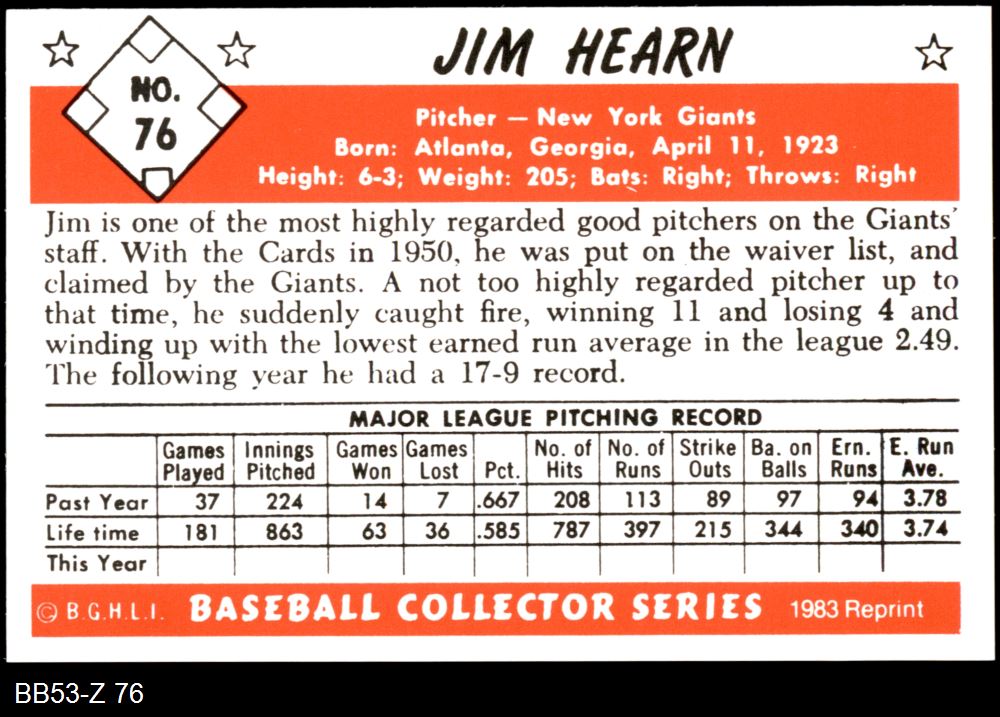 JIM HEARN
NO.
76
Pitcher — New York Giants
Born: Atlanta, Georgia, April 11, 1923
Height: 6-3; Weight: 205; Bats: Right; Throws: Right
Jim is one of the most highly regarded good pitchers on the Giants'
staff. With the Cards in 1950, he was put on the waiver list, and
claimed by the Giants. A not too highly regarded pitcher up to
that time, he suddenly caught fire, winning 11 and losing 4 and
winding up with the lowest earned run average in the league 2.49.
The following year he had a 17-9 record.
MAJOR LEAGUE PITCHING RECORD
Games Innings Games Games No. of No. of Strike Ba. on Ern. E. Run
Played Pitched Won Lost Pct. Hits Runs Outs Balls Runs Ave.
Past Year 37 224 14 7 .667 208 113 89 97 94 3.78
Life time 181 863 63 36 .585 787 397 215 344 340 3.74
This Year
© B.G.H.L.I. BASEBALL COLLECTOR SERIES 1983 Reprint
BB53-Z 76